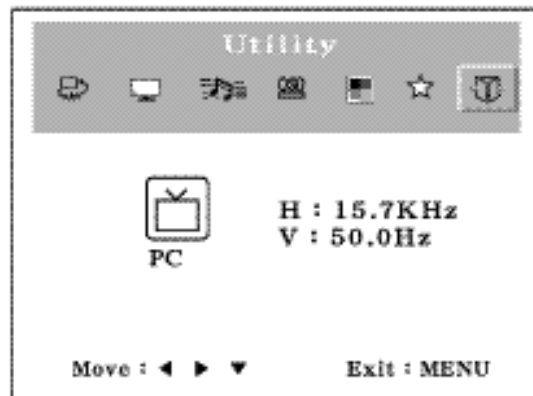 Utility
H : 15.7KHz
V : 50.0Hz
PC
Move : ◀ ▶ ▼ Exit : MENU